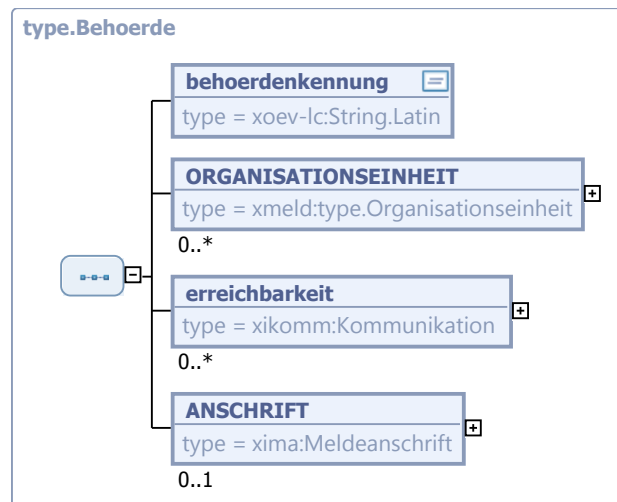 type.Behoerde
behoerdenkennung
type = xoev-lc:String.Latin
ORGANISATIONSEINHEIT
type = xmeld:type.Organisationseinheit
0..*
erreichbarkeit
type = xikomm:Kommunikation
0..*
ANSCHRIFT
type = xima:Meldeanschrift
0..1